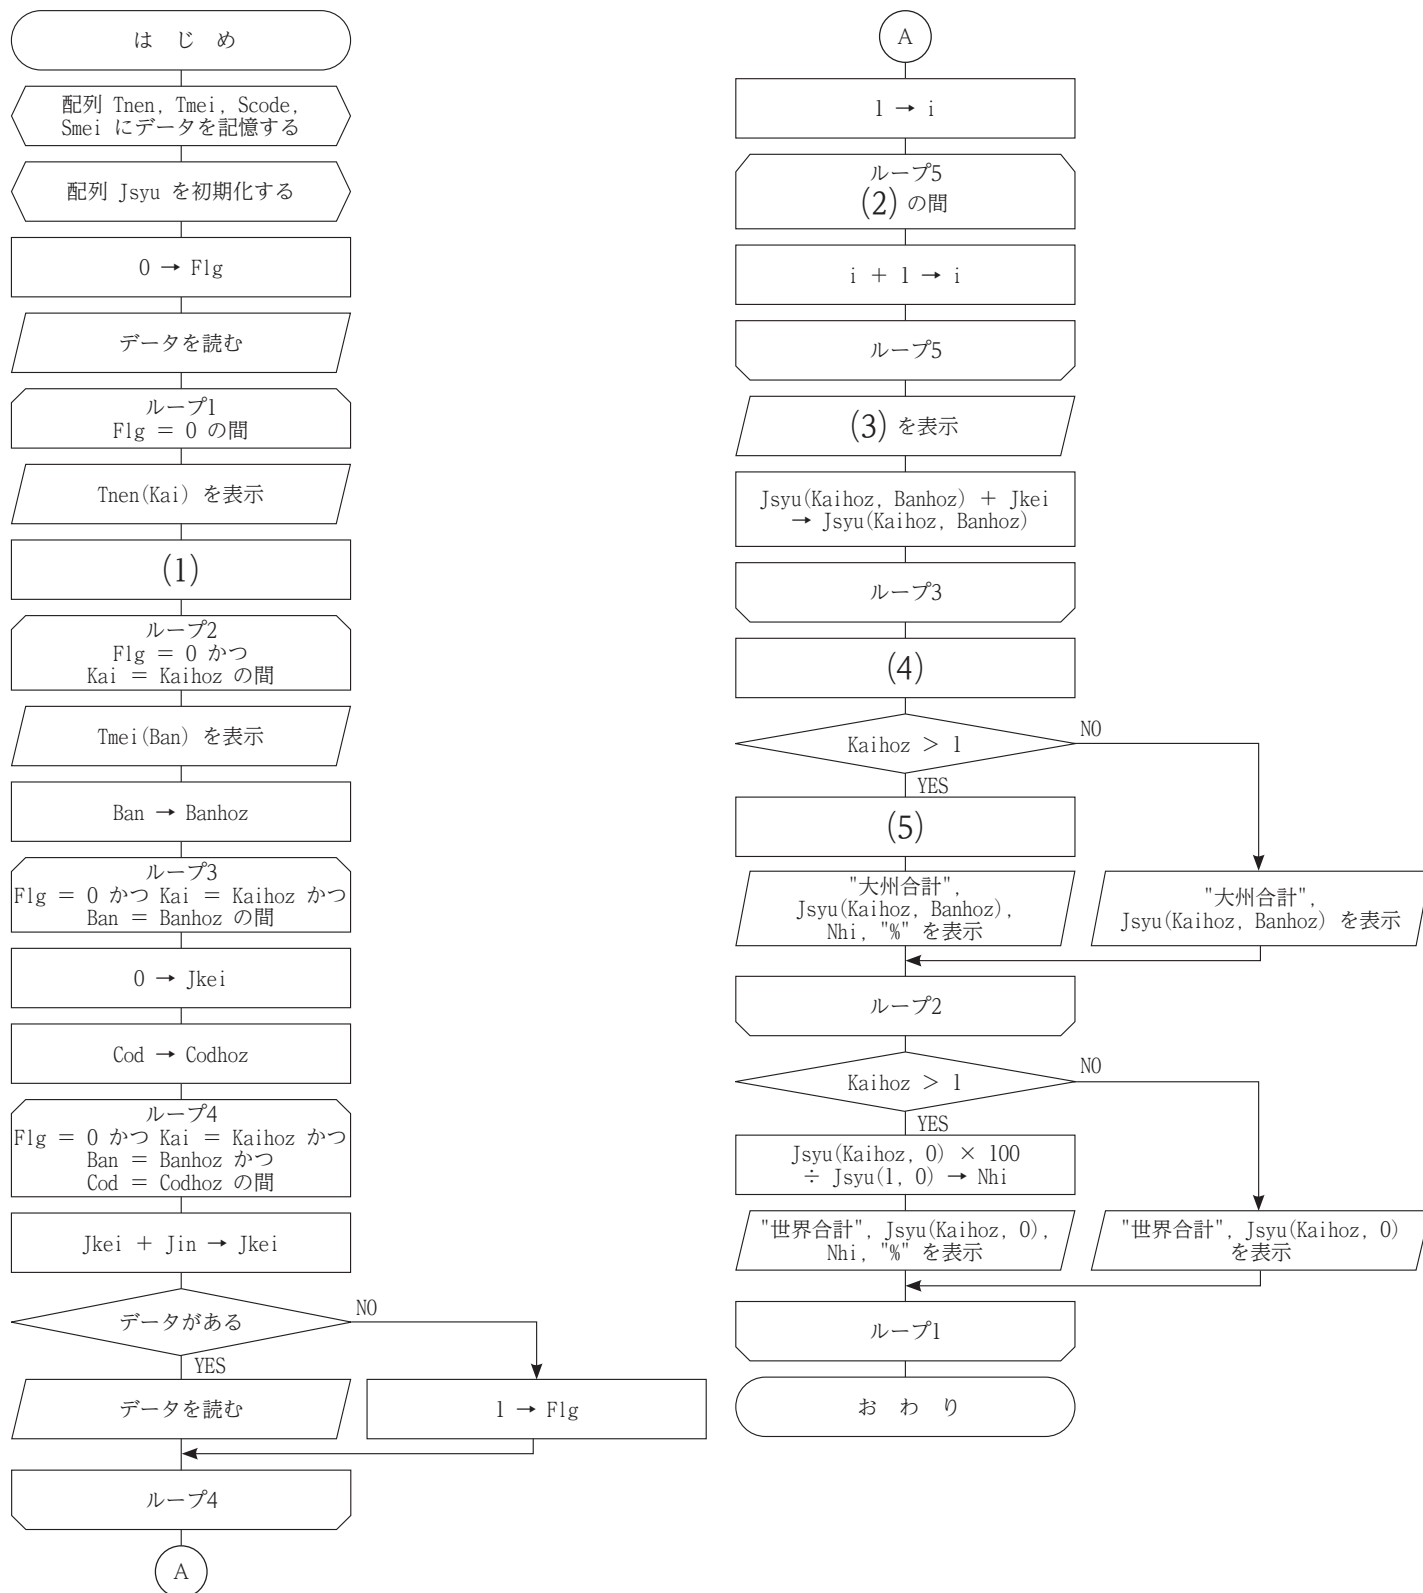 は じ め
配列 Tnen, Tmei, Scode,
Smei にデータを記憶する
配列 Jsyu を初期化する
0 → Flg
データを読む
ループ1
Flg = 0 の間
Tnen(Kai) を表示
(1)
ループ2
Flg = 0 かつ
Kai = Kaihoz の間
Tmei(Ban) を表示
Ban → Banhoz
ループ3
Flg = 0 かつ Kai = Kaihoz かつ
Ban = Banhoz の間
0 → Jkei
Cod → Codhoz
ループ4
Flg = 0 かつ Kai = Kaihoz かつ
Ban = Banhoz かつ
Cod = Codhoz の間
Jkei + Jin → Jkei
データがある
NO
YES
データを読む
1 → Flg
ループ4
A
A
1 → i
ループ5
(2) の間
i + 1 → i
ループ5
(3) を表示
Jsyu(Kaihoz, Banhoz) + Jkei
→ Jsyu(Kaihoz, Banhoz)
ループ3
(4)
Kaihoz > 1
NO
YES
(5)
"大州合計",
Jsyu(Kaihoz, Banhoz),
Nhi, "%" を表示
"大州合計",
Jsyu(Kaihoz, Banhoz) を表示
ループ2
Kaihoz > 1
NO
YES
Jsyu(Kaihoz, 0) × 100
÷ Jsyu(1, 0) → Nhi
"世界合計", Jsyu(Kaihoz, 0),
Nhi, "%" を表示
"世界合計", Jsyu(Kaihoz, 0)
を表示
ループ1
お わ り